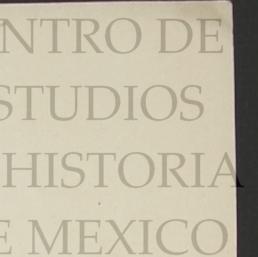 NTRO DE
STUDIOS
HISTORIA
E MEXICO